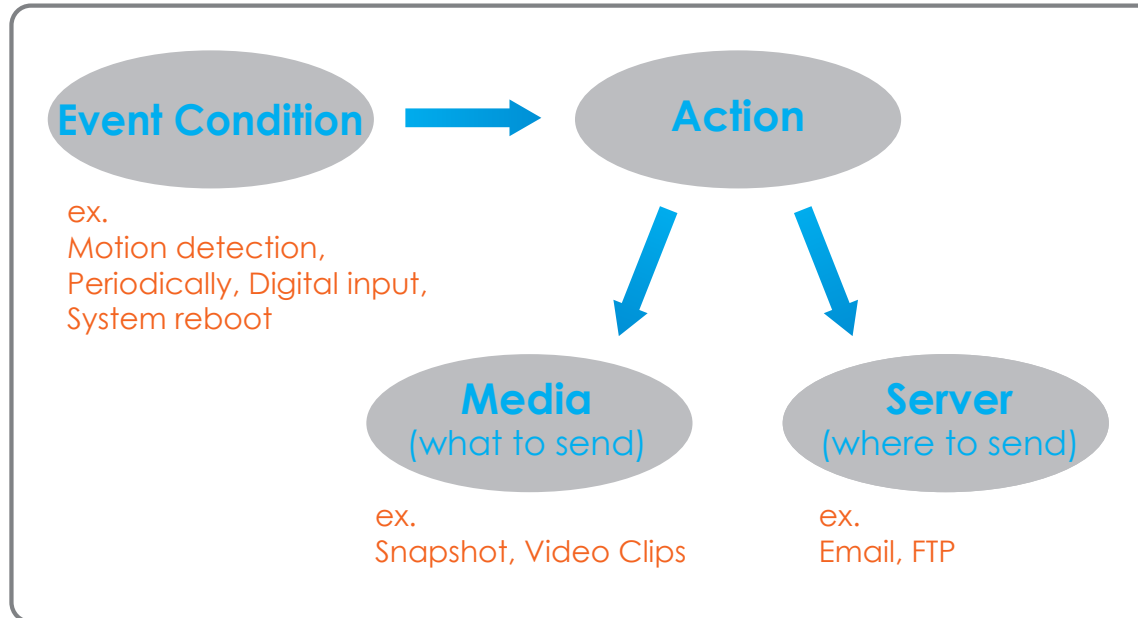 Event Condition
Action
ex.
Motion detection,
Periodically, Digital input,
System reboot
Media
(what to send)
Server
(where to send)
ex.
Snapshot, Video Clips
ex.
Email, FTP